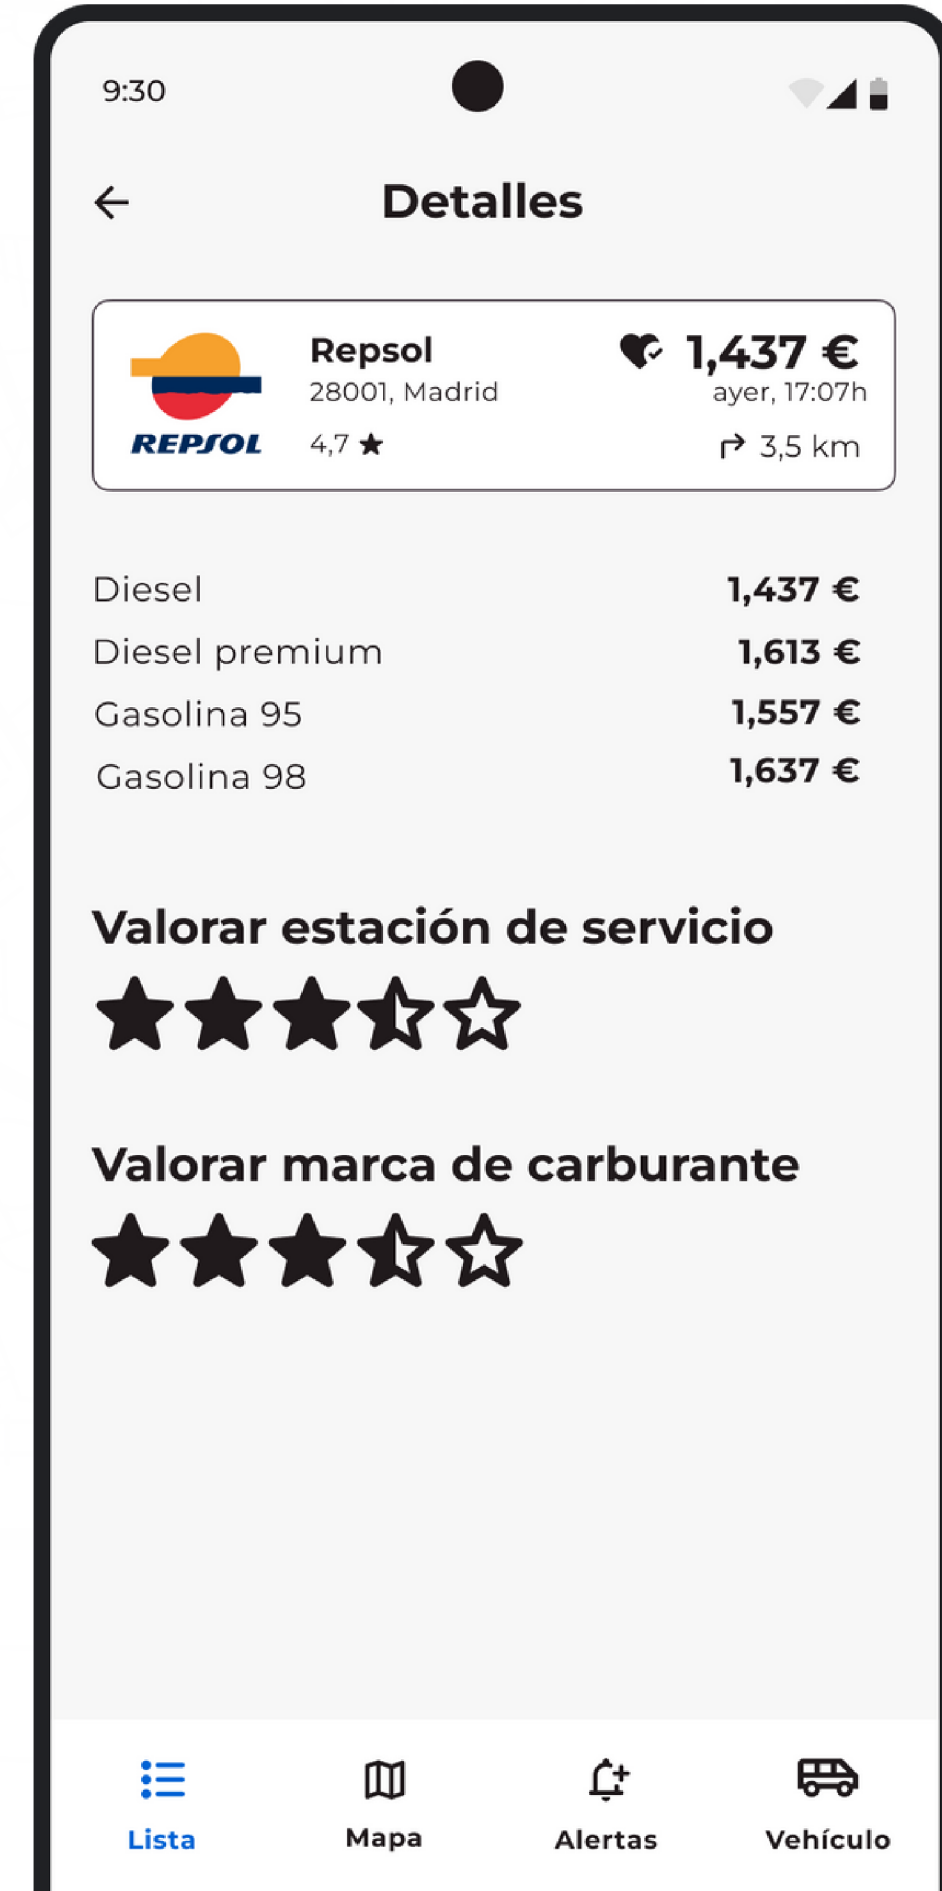 9:30
Detalles
REPSOL
Repsol
28001, Madrid
4,7 ★
1,437 €
ayer, 17:07h
3,5 km
Diesel 1,437 €
Diesel premium 1,613 €
Gasolina 95 1,557 €
Gasolina 98 1,637 €
Valorar estación de servicio
Valorar marca de carburante
Lista Mapa Alertas Vehículo